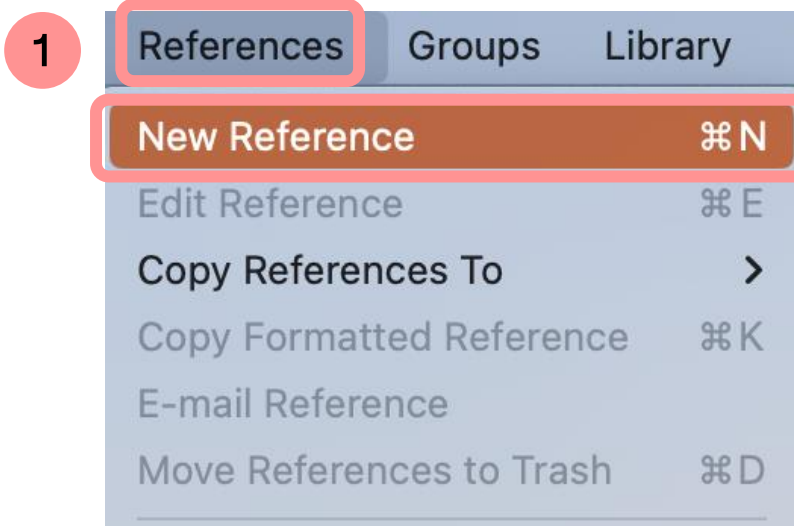 1
References Groups Library
New Reference ⌘N
Edit Reference ⌘E
Copy References To >
Copy Formatted Reference ⌘K
E-mail Reference
Move References to Trash ⌘D